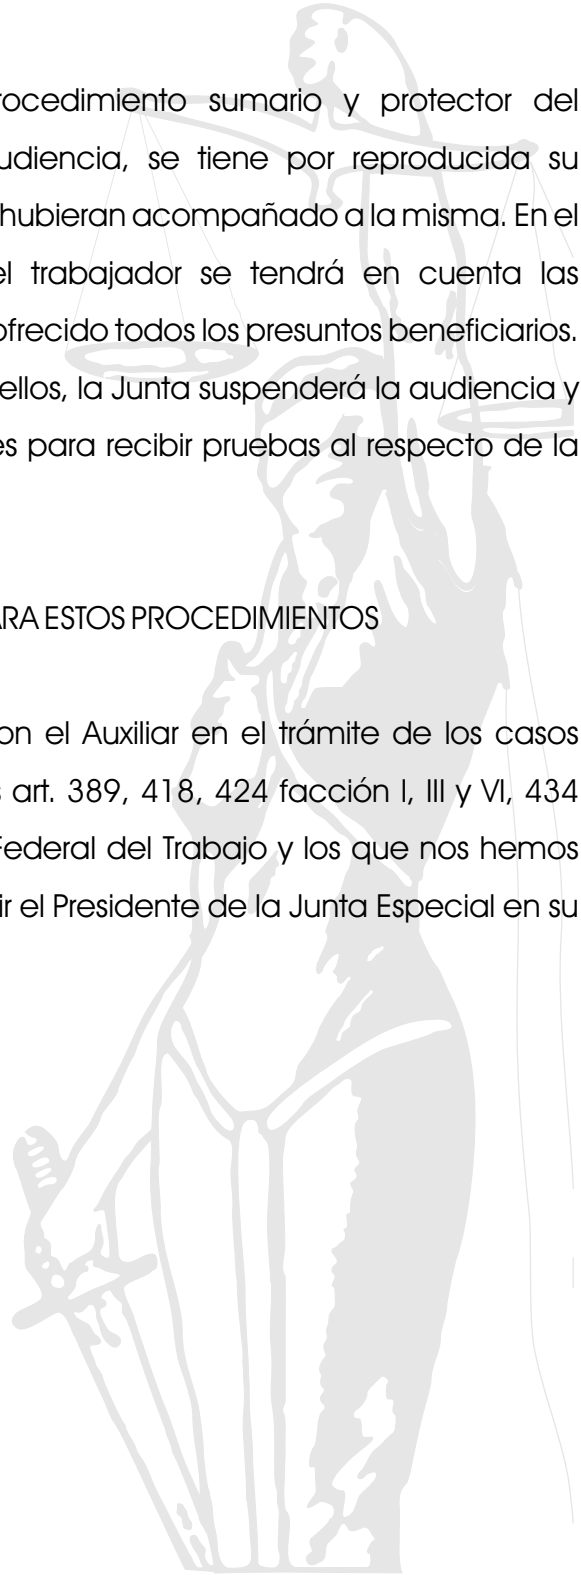 rocedimiento sumario y protector del
udiencia, se tiene por reproducida su
hubieran acompañado a la misma. En el
el trabajador se tendrá en cuenta las
ofrecido todos los presuntos beneficiarios.
ellos, la Junta suspenderá la audiencia y
es para recibir pruebas al respecto de la
ARA ESTOS PROCEDIMIENTOS
on el Auxiliar en el trámite de los casos
s art. 389, 418, 424 facción I, III y VI, 434
Federal del Trabajo y los que nos hemos
ir el Presidente de la Junta Especial en su